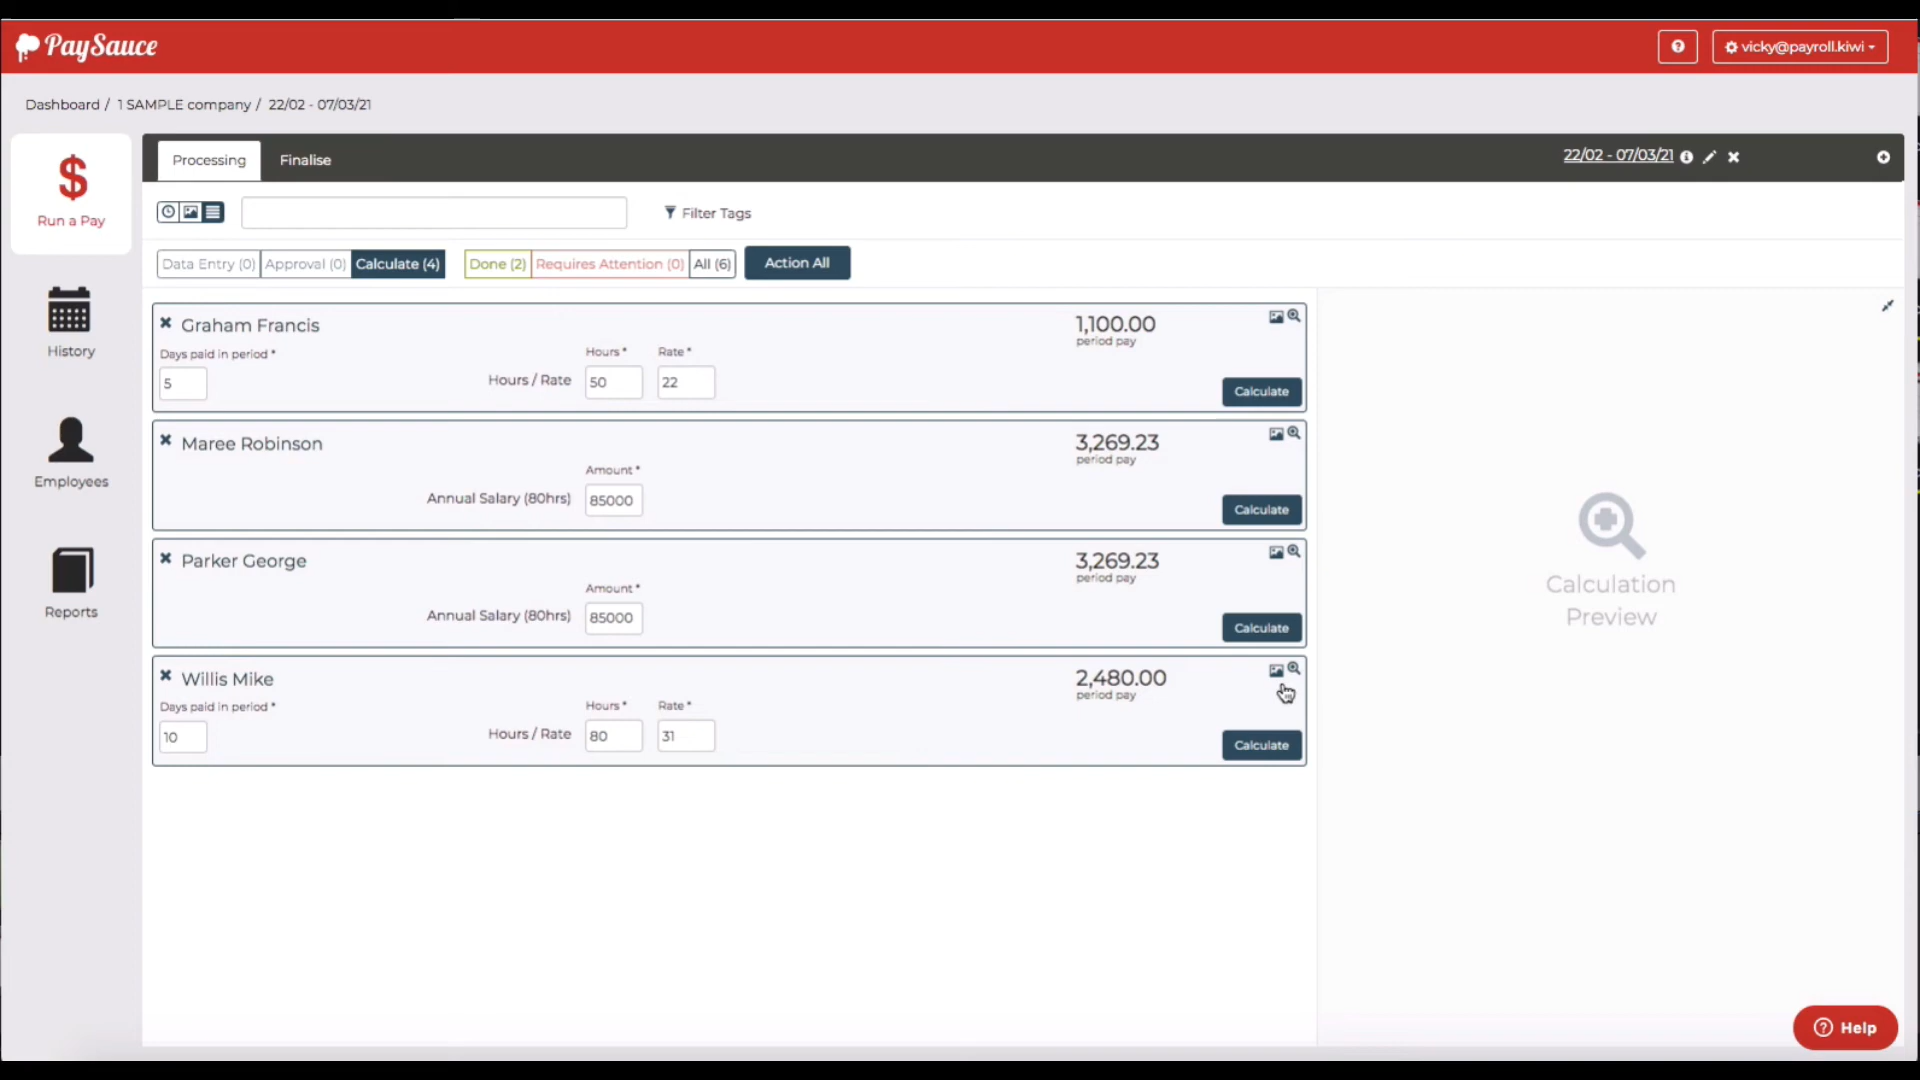 PaySauce
vicky@payroll.kiwi
Dashboard / 1 SAMPLE company / 22/02 - 07/03/21
Run a Pay
History
Employees
Reports
Processing
Finalise
22/02 - 07/03/21
Filter Tags
Data Entry (0)
Approval (0)
Calculate (4)
Done (2)
Requires Attention (0)
All (6)
Action All
Graham Francis
1,100.00
period pay
Days paid in period *
Hours *
Rate *
5
Hours / Rate
50
22
Calculate
Maree Robinson
3,269.23
period pay
Amount *
Annual Salary (80hrs)
85000
Calculate
Parker George
3,269.23
period pay
Amount *
Annual Salary (80hrs)
85000
Calculate
Willis Mike
2,480.00
period pay
Days paid in period *
Hours *
Rate *
10
Hours / Rate
80
31
Calculate
Calculation
Preview
Help